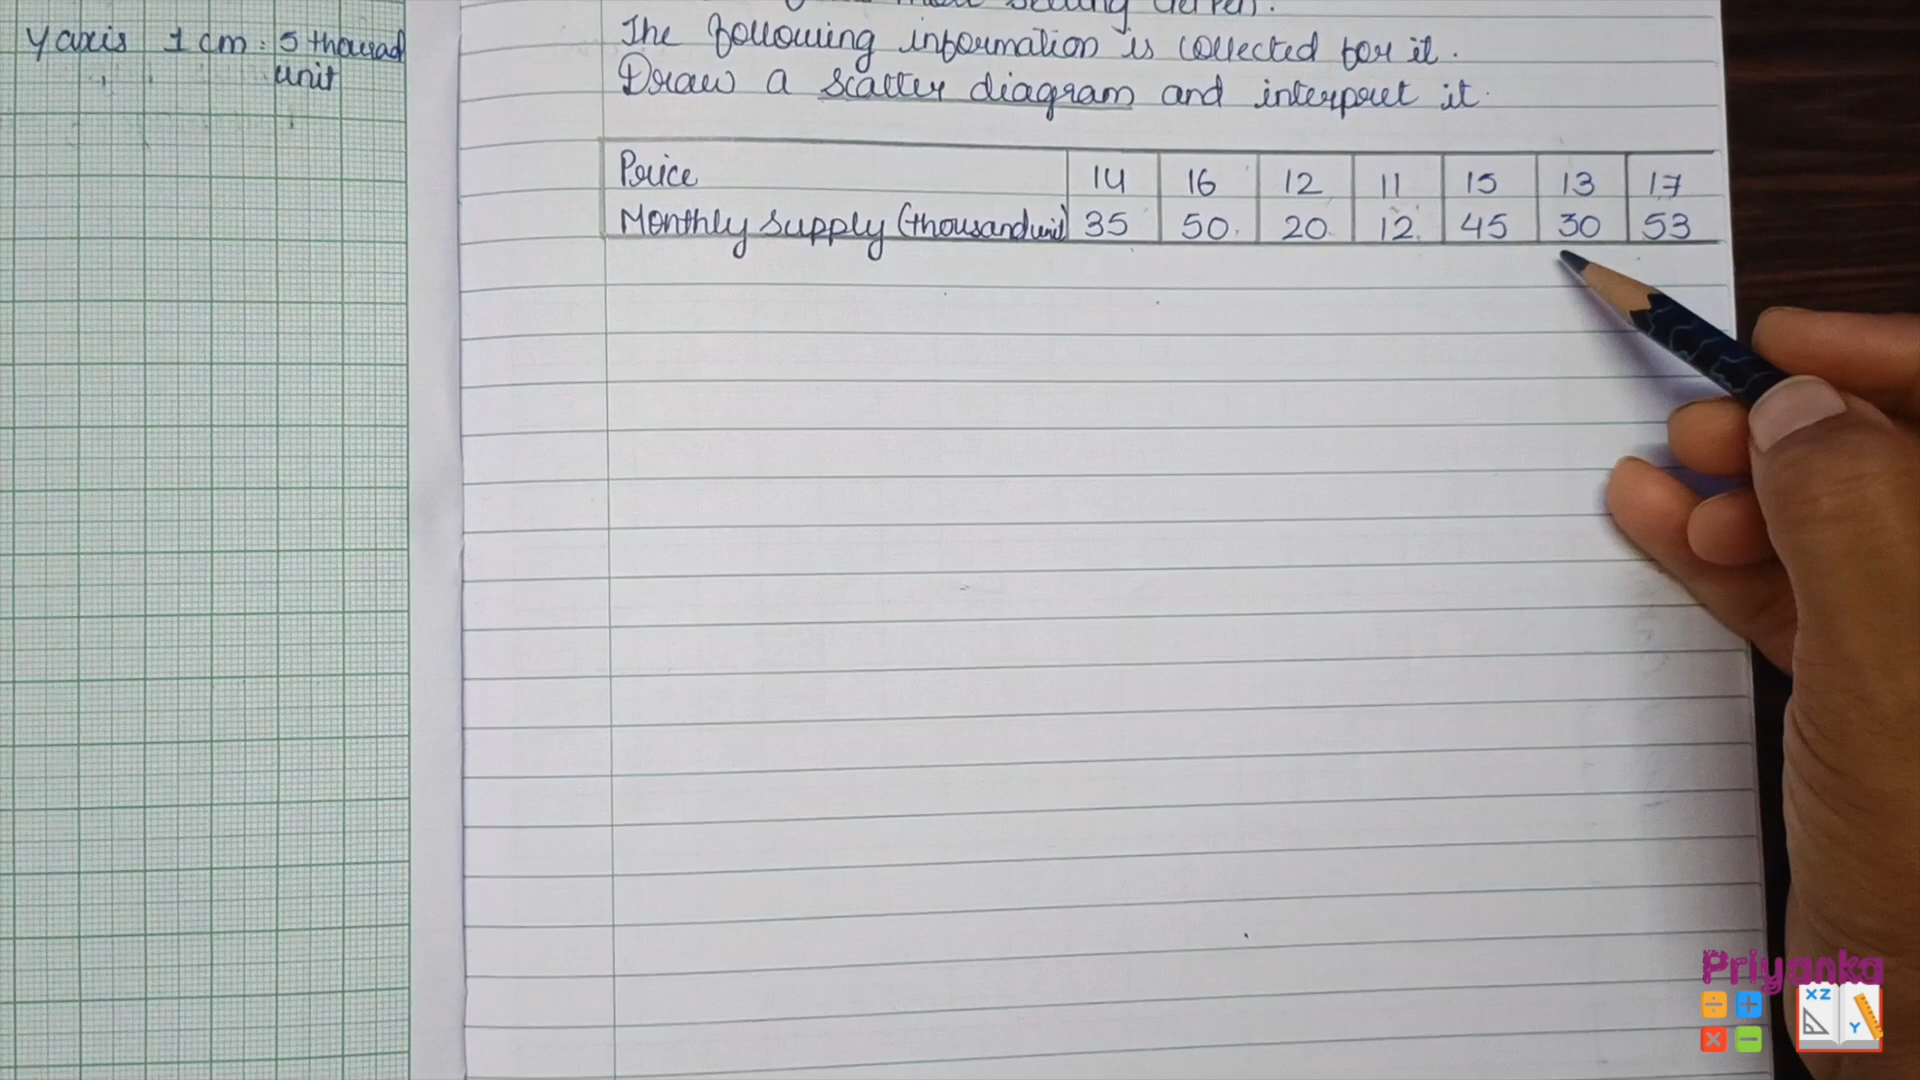 y axis 1 cm : 5 thousand
unit
selling
The following information is collected for it.
Draw a scatter diagram and interpret it.
Price 14 16 12 11 15 13 17
Monthly supply (thousand unit) 35 50 20 12 45 30 53
Priyanka
XZ
Y